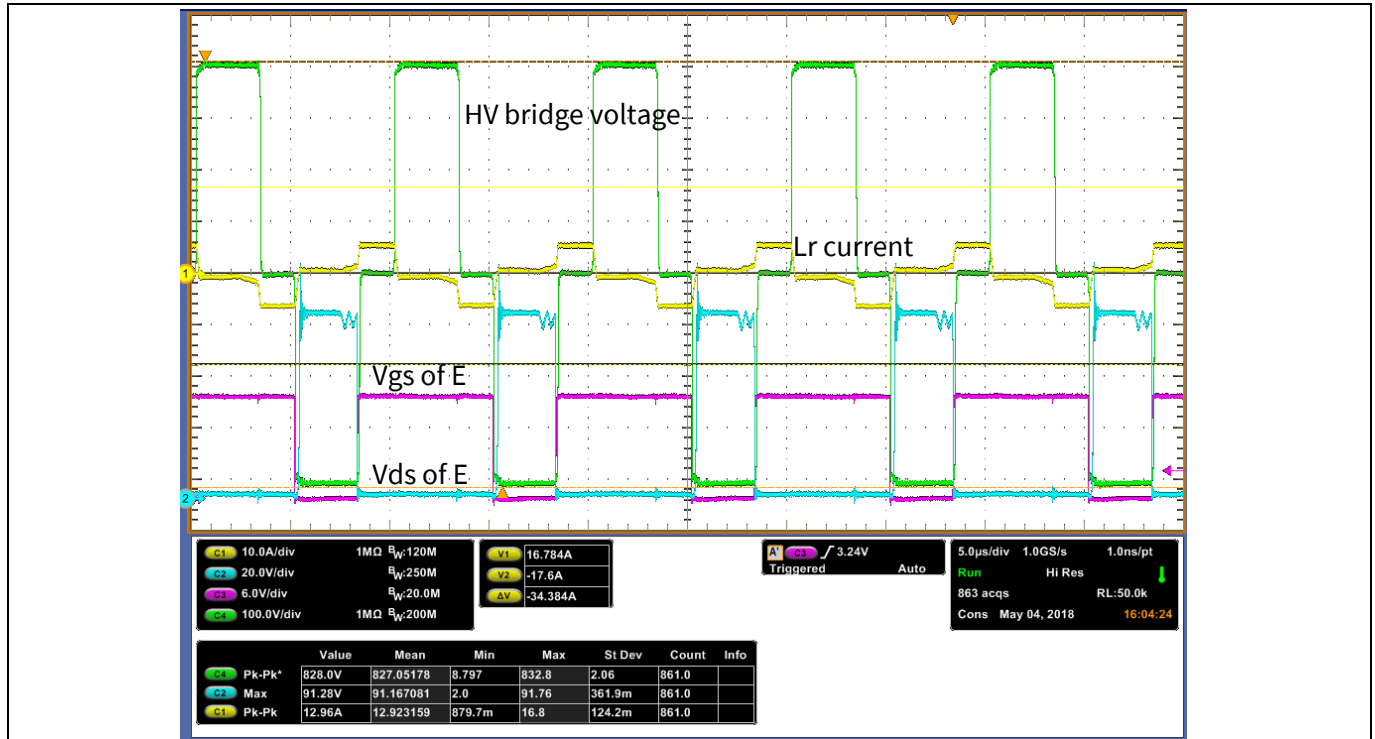 HV bridge voltage
Lr current
1
Vgs of E
Vds of E
2
C1 10.0A/div 1MΩ BW:120M
C2 20.0V/div BW:250M
C3 6.0V/div BW:20.0M
C4 100.0V/div 1MΩ BW:200M
V1 16.784A
V2 -17.6A
ΔV -34.384A
A' C3 3.24V
Triggered Auto
5.0µs/div 1.0GS/s 1.0ns/pt
Run Hi Res
863 acqs RL:50.0k
Cons May 04, 2018 16:04:24
Value Mean Min Max St Dev Count Info
C4 Pk-Pk* 828.0V 827.05178 8.797 832.8 2.06 861.0
C2 Max 91.28V 91.167081 2.0 91.76 361.9m 861.0
C1 Pk-Pk 12.96A 12.923159 879.7m 16.8 124.2m 861.0